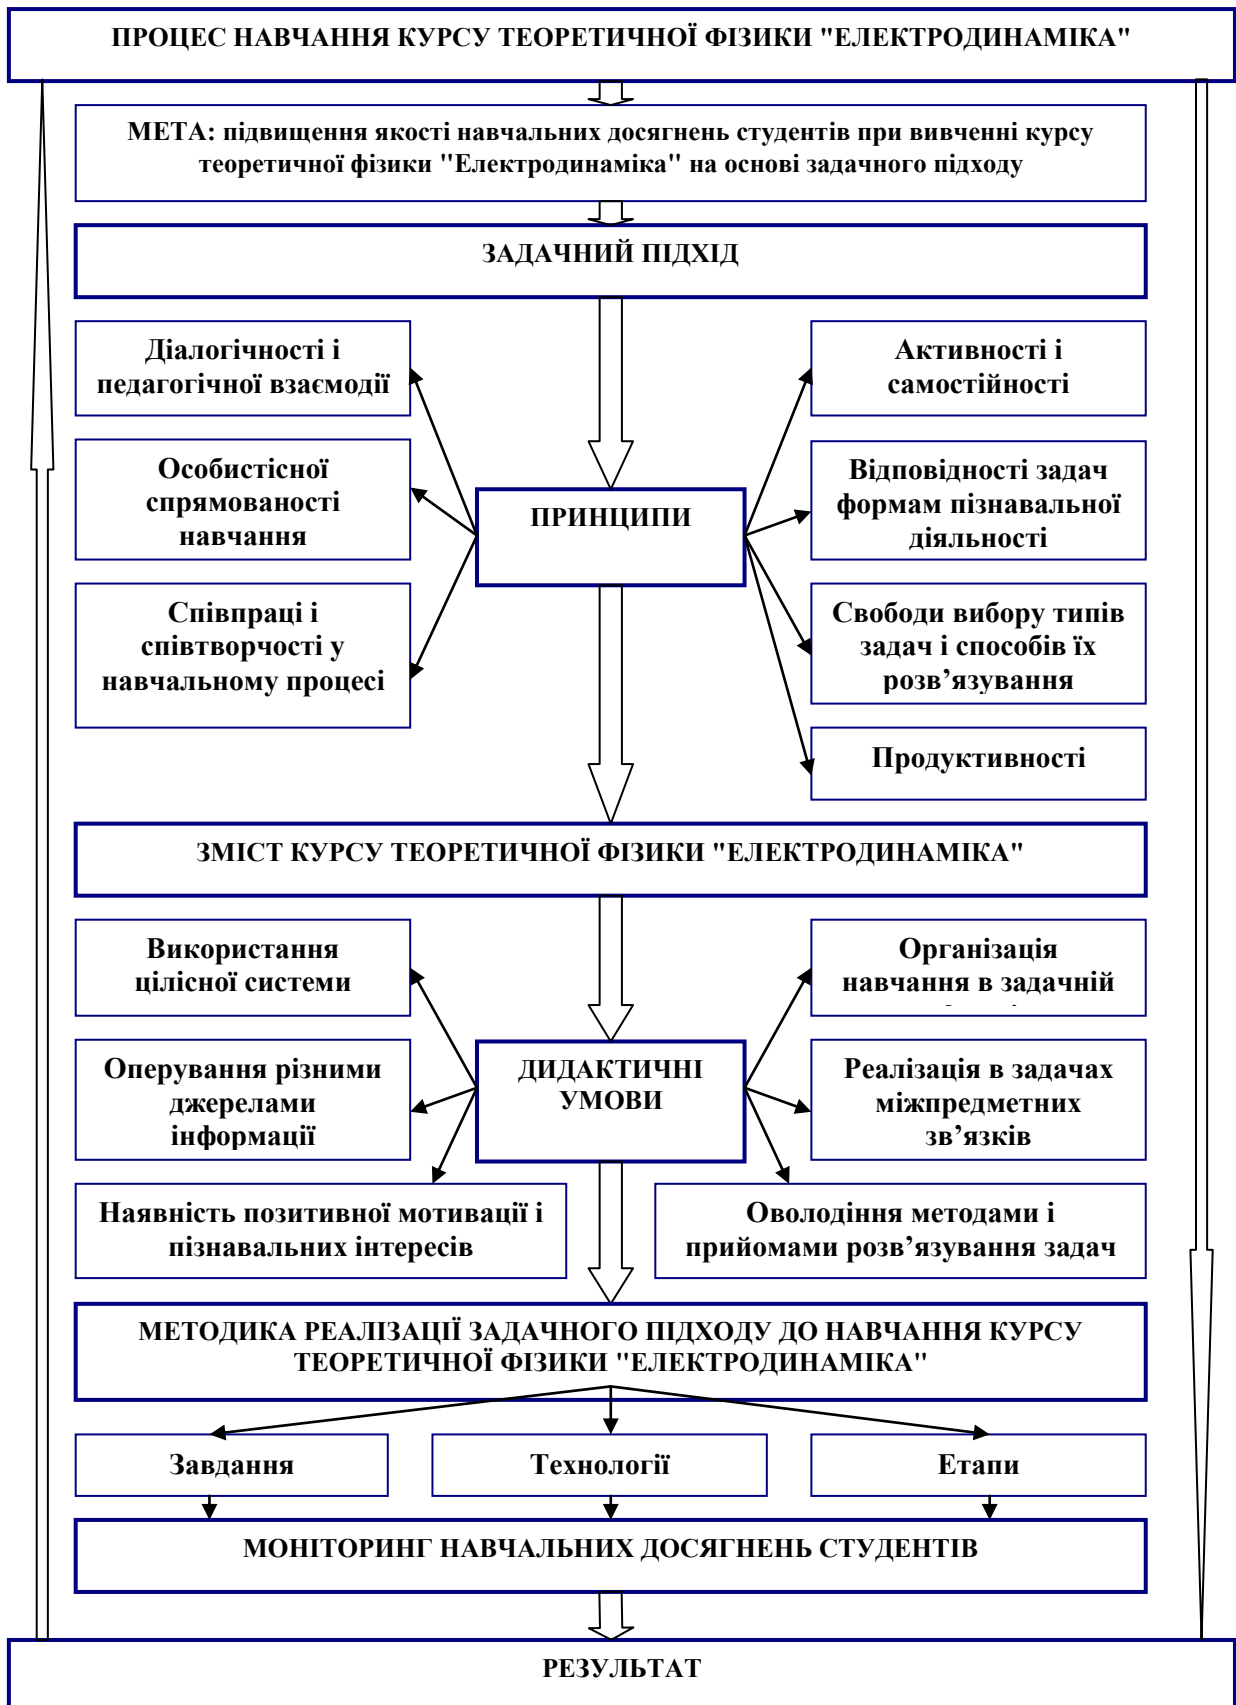 ПРОЦЕС НАВЧАННЯ КУРСУ ТЕОРЕТИЧНОЇ ФІЗИКИ "ЕЛЕКТРОДИНАМІКА"
МЕТА: підвищення якості навчальних досягнень студентів при вивченні курсу
теоретичної фізики "Електродинаміка" на основі задачного підходу
ЗАДАЧНИЙ ПІДХІД
Діалогічності і
педагогічної взаємодії
Особистісної
спрямованості
навчання
Співпраці і
співтворчості у
навчальному процесі
ПРИНЦИПИ
Активності і
самостійності
Відповідності задач
формам пізнавальної
діяльності
Свободи вибору типів
задач і способів їх
розв’язування
Продуктивності
ЗМІСТ КУРСУ ТЕОРЕТИЧНОЇ ФІЗИКИ "ЕЛЕКТРОДИНАМІКА"
Використання
цілісної системи
Оперування різними
джерелами
інформації
Наявність позитивної мотивації і
пізнавальних інтересів
ДИДАКТИЧНІ
УМОВИ
Організація
навчання в задачній
Реалізація в задачах
міжпредметних
зв’язків
Оволодіння методами і
прийомами розв’язування задач
МЕТОДИКА РЕАЛІЗАЦІЇ ЗАДАЧНОГО ПІДХОДУ ДО НАВЧАННЯ КУРСУ
ТЕОРЕТИЧНОЇ ФІЗИКИ "ЕЛЕКТРОДИНАМІКА"
Завдання
Технології
Етапи
МОНІТОРИНГ НАВЧАЛЬНИХ ДОСЯГНЕНЬ СТУДЕНТІВ
РЕЗУЛЬТАТ